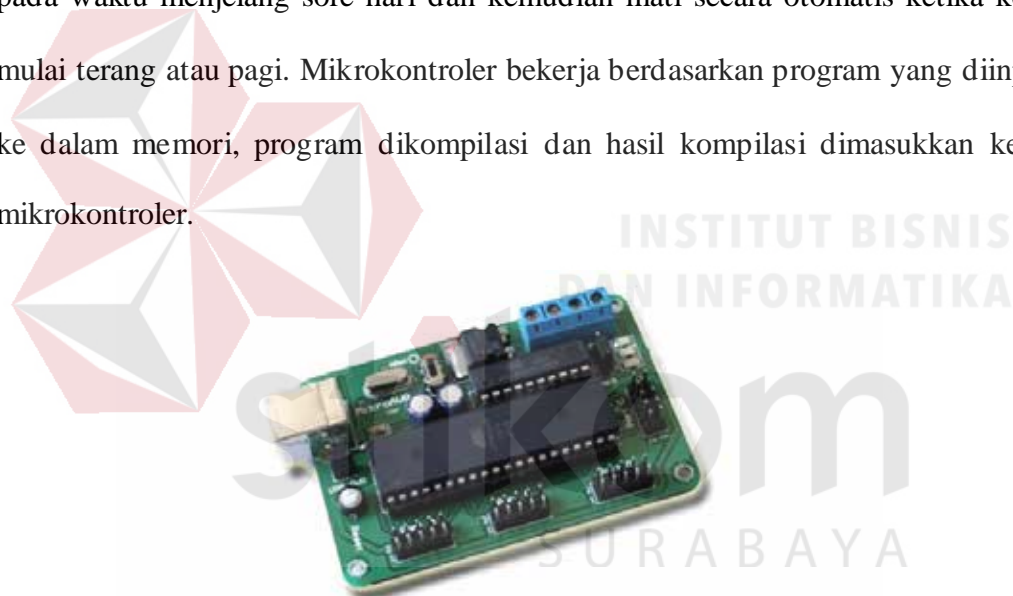 pada waktu menjelang sore hari dan kemudian mati secara otomatis ketika
mulai terang atau pagi. Mikrokontroler bekerja berdasarkan program yang
ke dalam memori, program dikompilasi dan hasil kompilasi dimasukkan
mikrokontroler.
INSTITUT BISNIS
DAN INFORMATIKA
stikom
SURABAYA